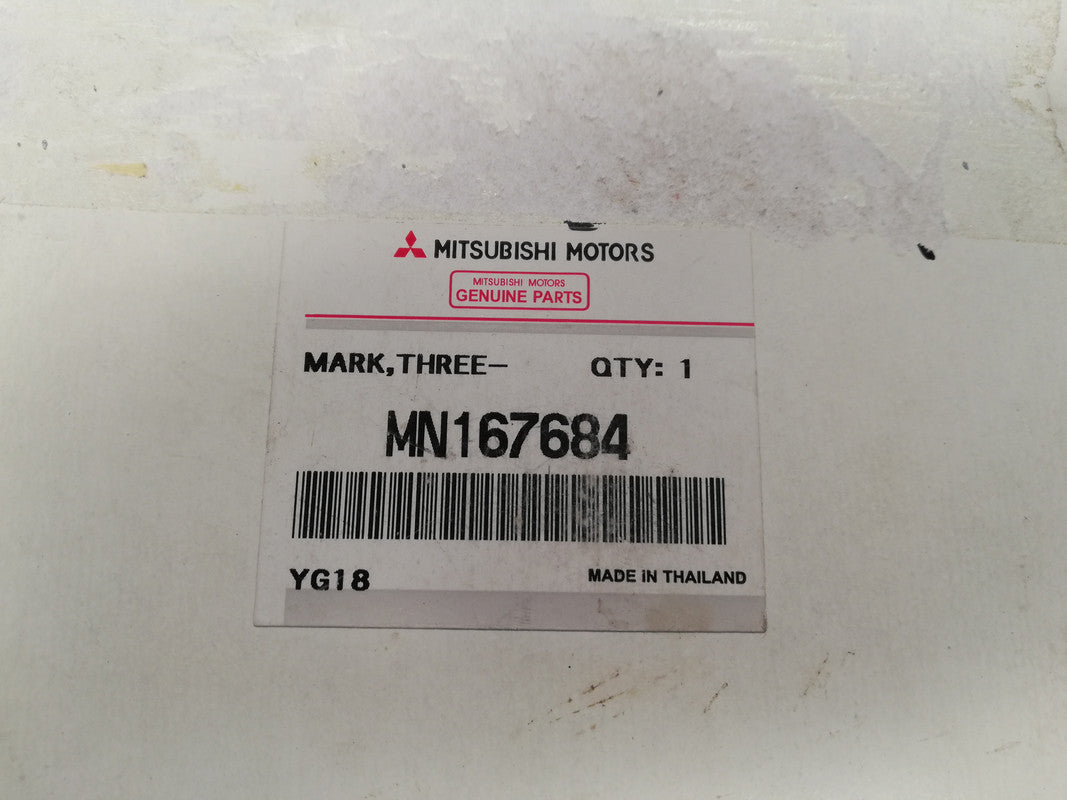 MITSUBISHI MOTORS
MITSUBISHI MOTORS
GENUINE PARTS
MARK,THREE- QTY: 1
MN167684
YG18 MADE IN THAILAND